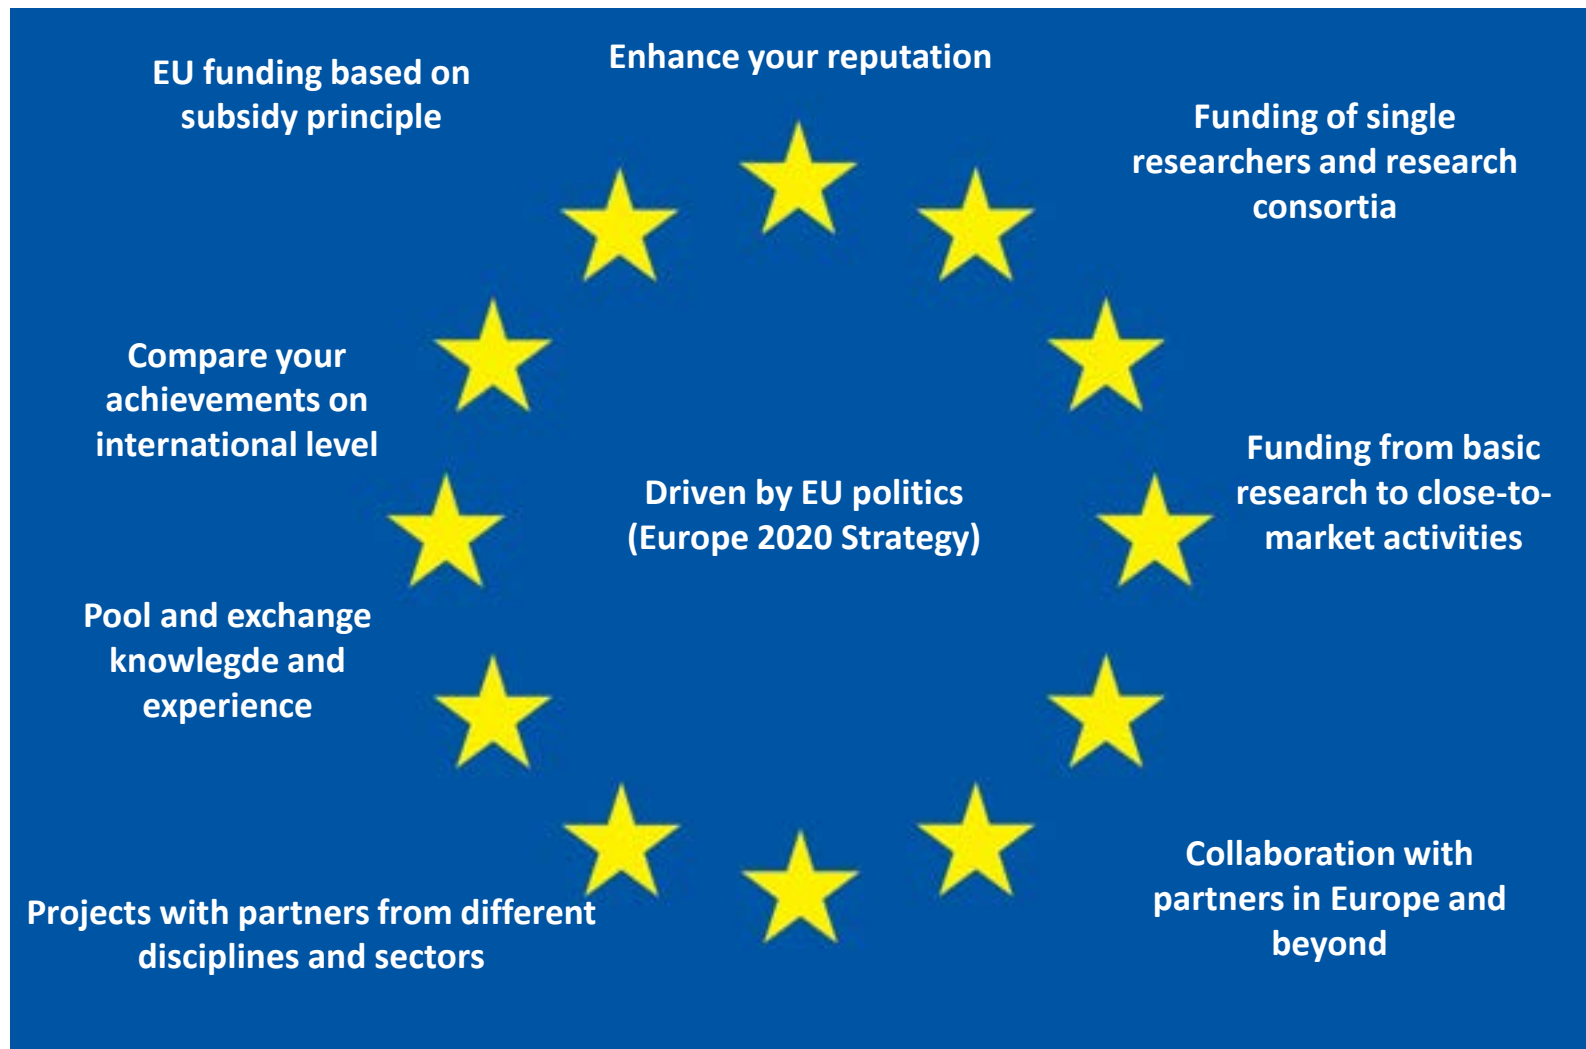 Enhance your reputation
EU funding based on
subsidy principle
Funding of single
researchers and research
consortia
Compare your
achievements on
international level
Funding from basic
research to close-to-
market activities
Driven by EU politics
(Europe 2020 Strategy)
Pool and exchange
knowlegde and
experience
Collaboration with
partners in Europe and
beyond
Projects with partners from different
disciplines and sectors